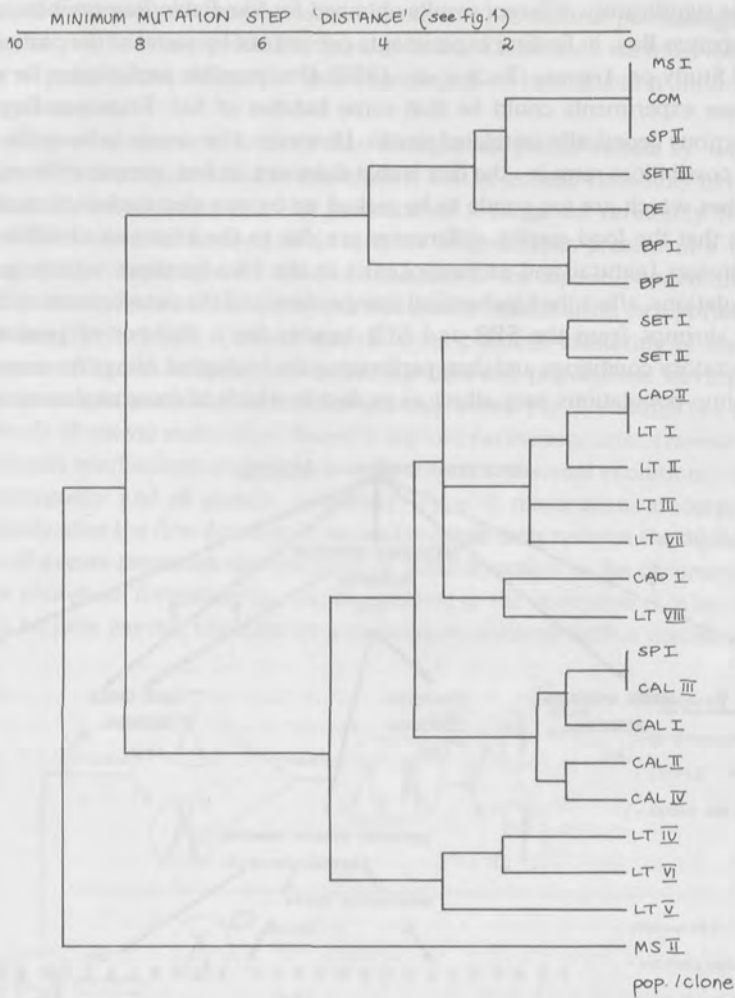 MINIMUM MUTATION STEP 'DISTANCE' (see fig.1)
10 8 6 4 2 0
MS I
COM
SP II
SET III
DE
BP I
BP II
SET I
SET II
CAD II
LT I
LT II
LT III
LT VII
CAD I
LT VIII
SP I
CAL III
CAL I
CAL II
CAL IV
LT IV
LT VI
LT V
MS II
pop./clone